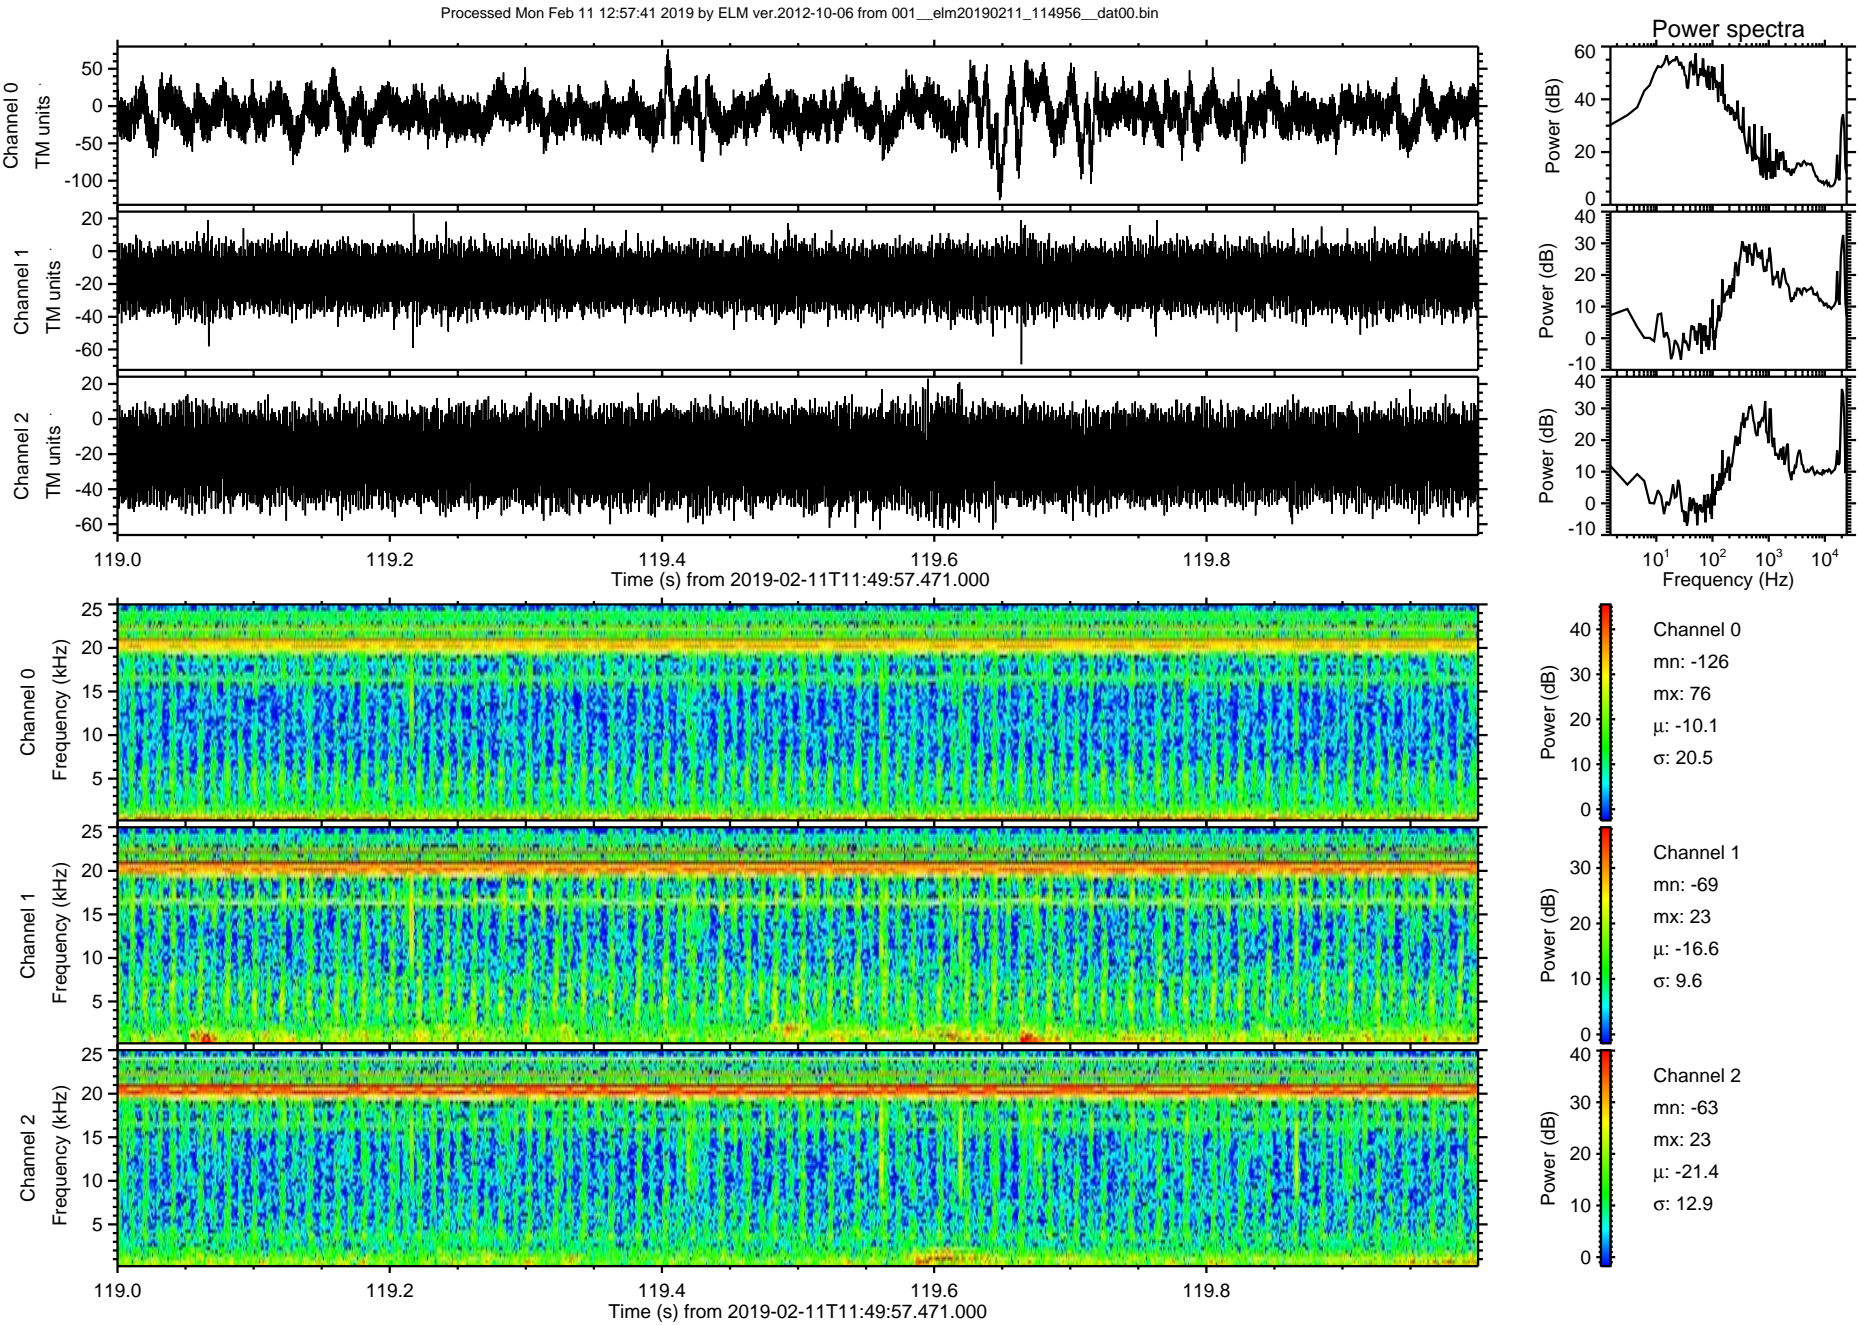 Processed Mon Feb 11 12:57:41 2019 by ELM ver.2012-10-06 from 001__elm20190211_114956__dat00.bin
Power spectra
Channel 0
TM units
50
0
-50
-100
Power (dB)
60
40
20
0
Channel 1
TM units
20
0
-20
-40
-60
Power (dB)
40
30
20
10
0
-10
Channel 2
TM units
20
0
-20
-40
-60
Power (dB)
40
30
20
10
0
-10
119.0 119.2 119.4 119.6 119.8
Time (s) from 2019-02-11T11:49:57.471.000
10¹ 10² 10³ 10⁴
Frequency (Hz)
Channel 0
Frequency (kHz)
25
20
15
10
5
Power (dB)
40
30
20
10
0
Channel 0
mn: -126
mx: 76
μ: -10.1
σ: 20.5
Channel 1
Frequency (kHz)
25
20
15
10
5
Power (dB)
30
20
10
0
Channel 1
mn: -69
mx: 23
μ: -16.6
σ: 9.6
Channel 2
Frequency (kHz)
25
20
15
10
5
Power (dB)
40
30
20
10
0
Channel 2
mn: -63
mx: 23
μ: -21.4
σ: 12.9
119.0 119.2 119.4 119.6 119.8
Time (s) from 2019-02-11T11:49:57.471.000